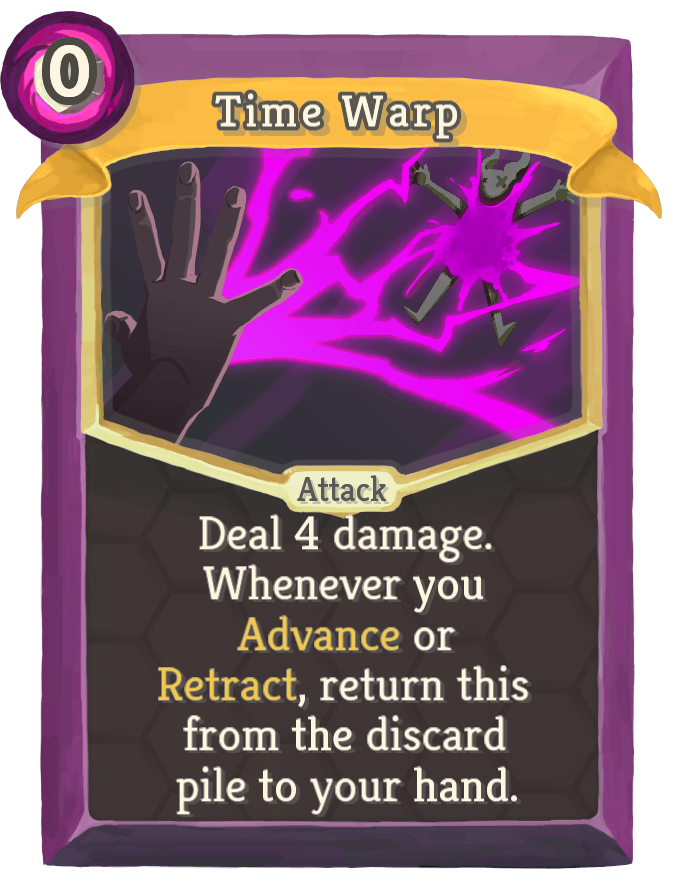 0
Time Warp
Attack
Deal 4 damage.
Whenever you
Advance or
Retract, return this
from the discard
pile to your hand.